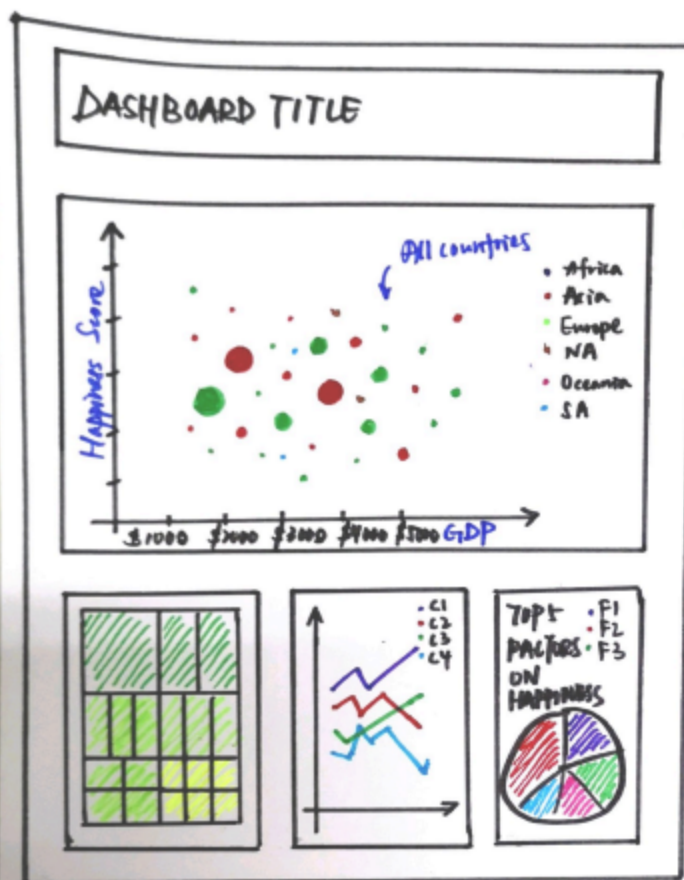 DASHBOARD TITLE
All countries
Happiness Score
Africa
Asia
Europe
NA
Oceania
SA
$1000 $2000 $3000 $4000 $5000 GDP
C1
C2
C3
C4
TOP 5
FACTORS
ON
HAPPINESS
F1
F2
F3